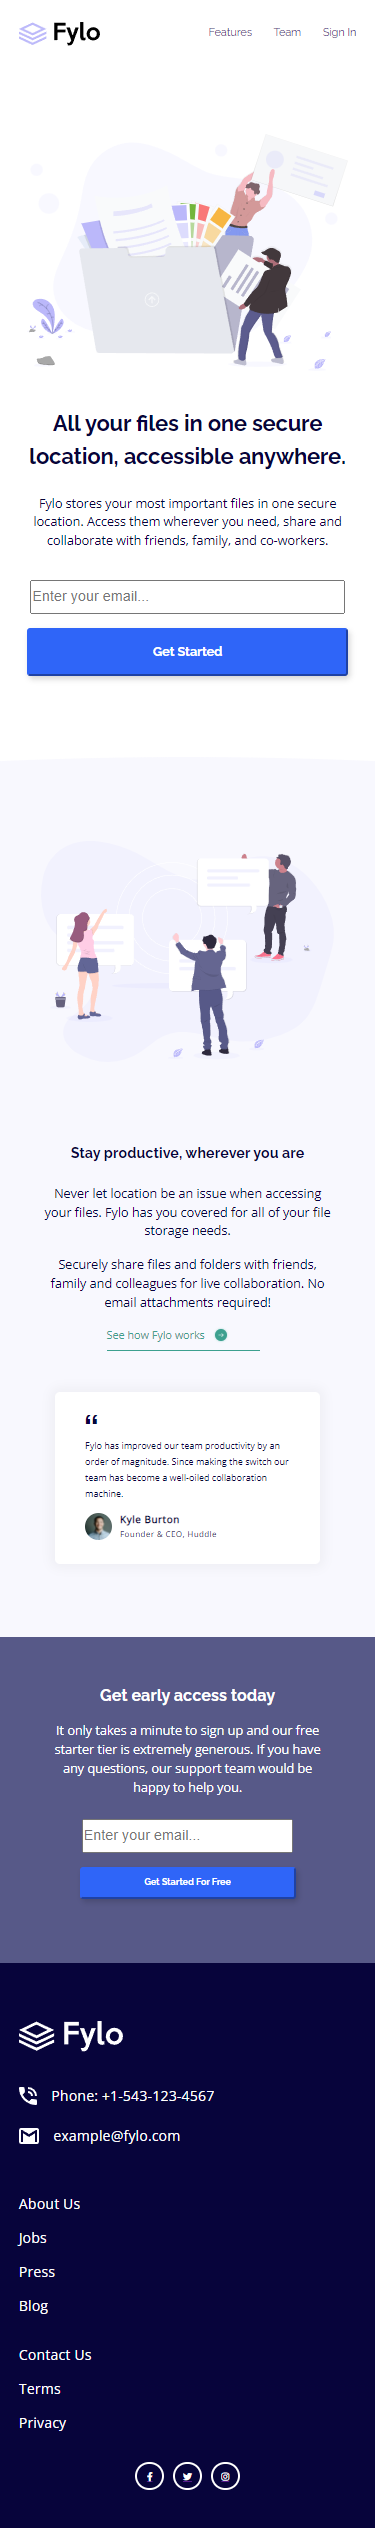 Fylo
Features Team Sign In
All your files in one secure
location, accessible anywhere.
Fylo stores your most important files in one secure
location. Access them wherever you need, share and
collaborate with friends, family, and co-workers.
Enter your email...
Get Started
Stay productive, wherever you are
Never let location be an issue when accessing
your files. Fylo has you covered for all of your file
storage needs.
Securely share files and folders with friends,
family and colleagues for live collaboration. No
email attachments required!
See how Fylo works
“
Fylo has improved our team productivity by an
order of magnitude. Since making the switch our
team has become a well-oiled collaboration
machine.
Kyle Burton
Founder & CEO, Huddle
Get early access today
It only takes a minute to sign up and our free
starter tier is extremely generous. If you have
any questions, our support team would be
happy to help you.
Enter your email...
Get Started For Free
Fylo
Phone: +1-543-123-4567
example@fylo.com
About Us
Jobs
Press
Blog
Contact Us
Terms
Privacy